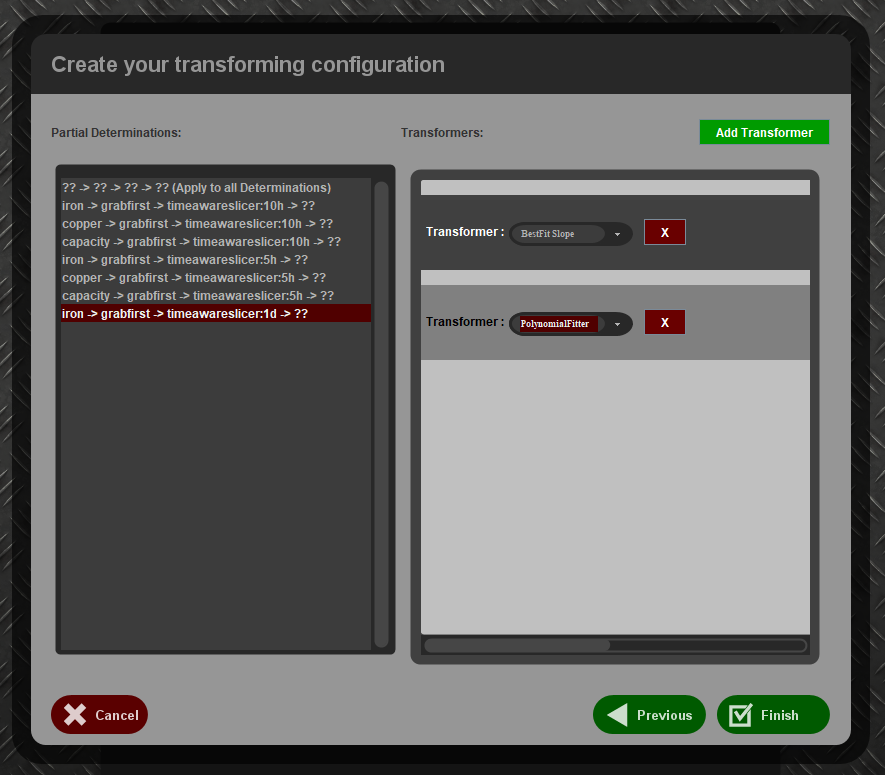 Create your transforming configuration
Partial Determinations:
Transformers:
Add Transformer
?? -> ?? -> ?? -> ?? (Apply to all Determinations)
iron -> grabfirst -> timeawareslicer:10h -> ??
copper -> grabfirst -> timeawareslicer:10h -> ??
capacity -> grabfirst -> timeawareslicer:10h -> ??
iron -> grabfirst -> timeawareslicer:5h -> ??
copper -> grabfirst -> timeawareslicer:5h -> ??
capacity -> grabfirst -> timeawareslicer:5h -> ??
iron -> grabfirst -> timeawareslicer:1d -> ??
Transformer : BestFit Slope X
Transformer : PolynomialFitter X
Cancel
Previous
Finish